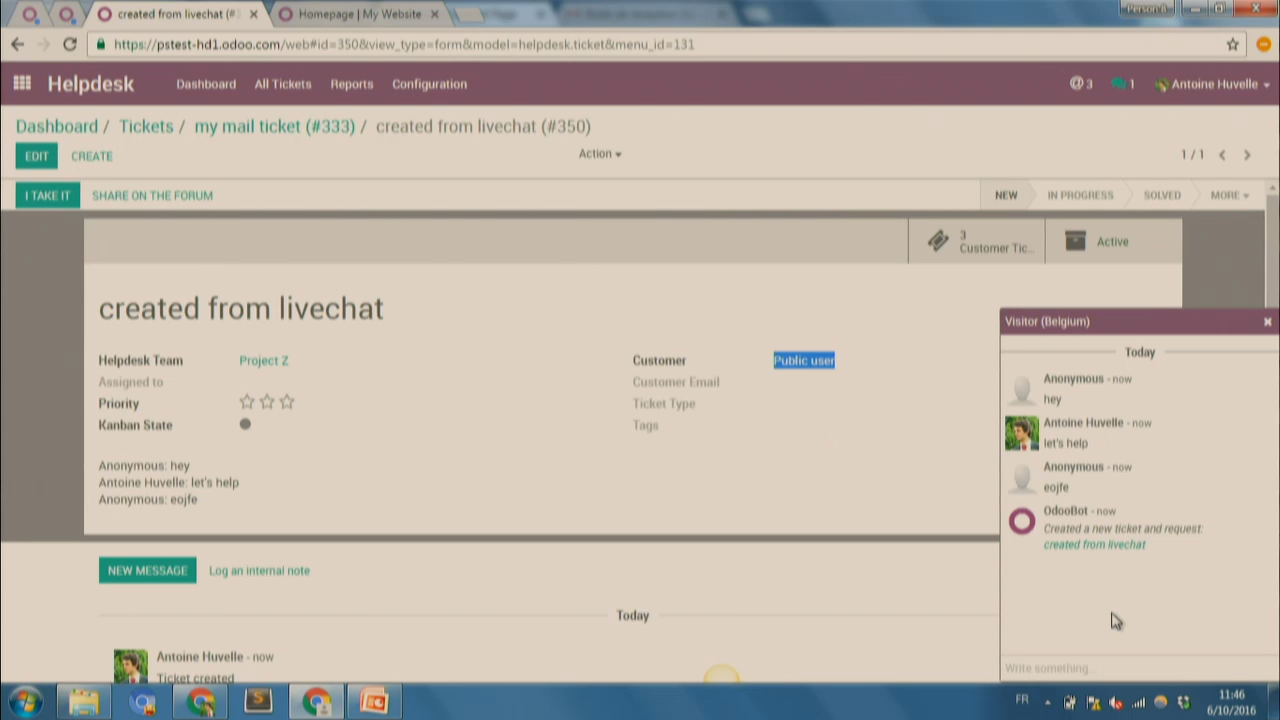 created from livechat (#3
Homepage | My Website
https://pstest-hd1.odoo.com/web#id=350&view_type=form&model=helpdesk.ticket&menu_id=131
Helpdesk Dashboard All Tickets Reports Configuration @ 3 1 Antoine Huvelle
Dashboard / Tickets / my mail ticket (#333) / created from livechat (#350)
EDIT CREATE Action 1 / 1
I TAKE IT SHARE ON THE FORUM NEW IN PROGRESS SOLVED MORE
3
Customer Tic...
Active
created from livechat
Helpdesk Team Project Z
Assigned to
Priority
Kanban State
Customer Public user
Customer Email
Ticket Type
Tags
Anonymous: hey
Antoine Huvelle: let's help
Anonymous: eojfe
NEW MESSAGE Log an internal note
Today
Antoine Huvelle - now
Ticket created
Visitor (Belgium)
Today
Anonymous - now
hey
Antoine Huvelle - now
let's help
Anonymous - now
eojfe
OdooBot - now
Created a new ticket and request:
created from livechat
Write something...
FR
11:46
6/10/2016